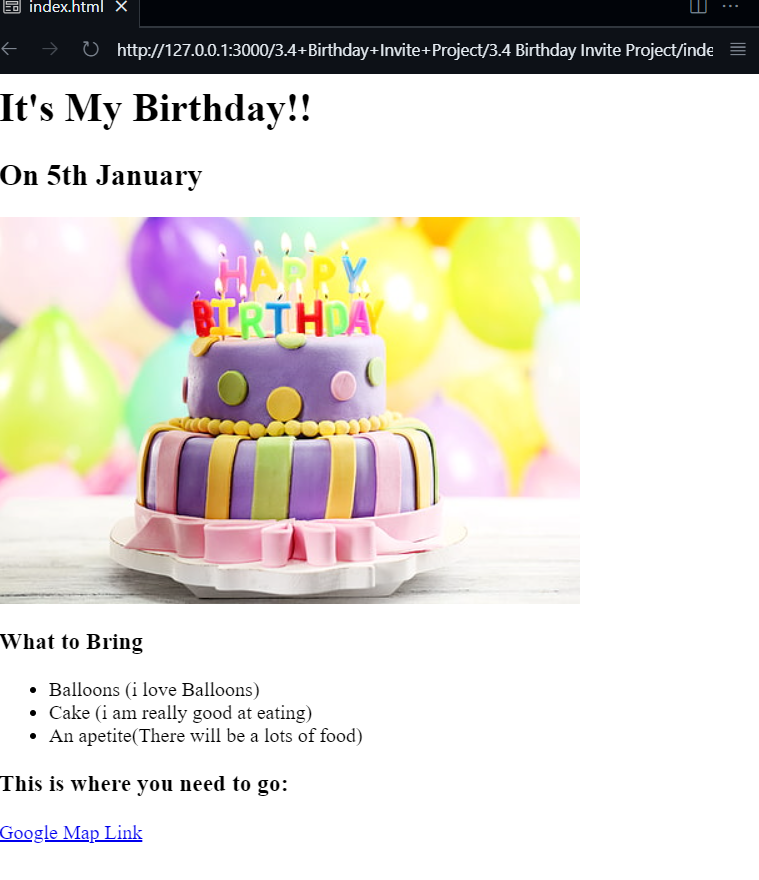 index.html
http://127.0.0.1:3000/3.4+Birthday+Invite+Project/3.4 Birthday Invite Project/inde
It's My Birthday!!
On 5th January
HAPPY
BIRTHDAY
What to Bring
Balloons (i love Balloons)
Cake (i am really good at eating)
An apetite(There will be a lots of food)
This is where you need to go:
Google Map Link